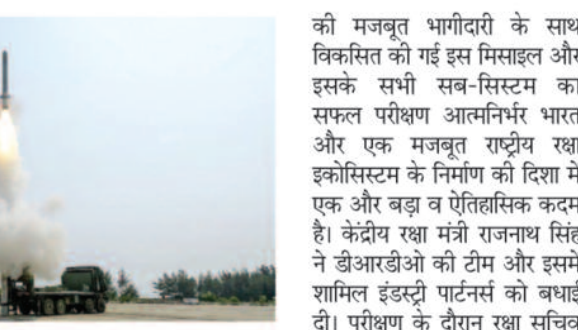 की मजबूत भागीदारी के साथ
विकसित की गई इस मिसाइल और
इसके सभी सब-सिस्टम का
सफल परीक्षण आत्मनिर्भर भारत
और एक मजबूत राष्ट्रीय रक्षा
इकोसिस्टम के निर्माण की दिशा में
एक और बड़ा व ऐतिहासिक कदम
है। केंद्रीय रक्षा मंत्री राजनाथ सिंह
ने डीआरडीओ की टीम और इसमें
शामिल इंडस्ट्री पार्टनर्स को बधाई
दी। परीक्षण के दौरान रक्षा सचिव